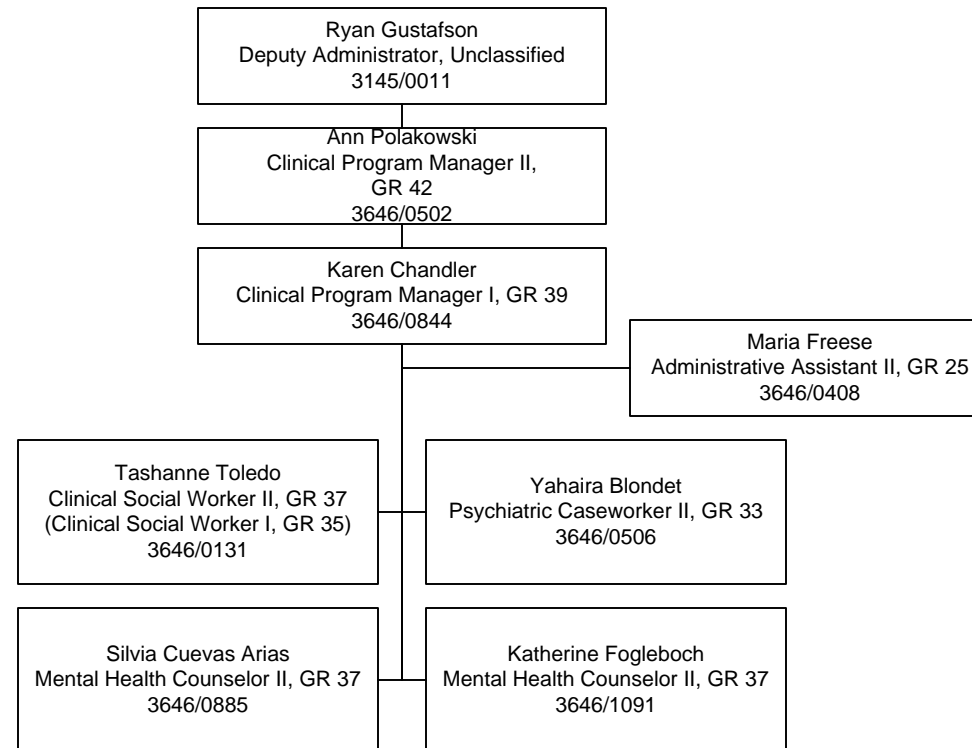 Ryan Gustafson
Deputy Administrator, Unclassified
3145/0011
Ann Polakowski
Clinical Program Manager II,
GR 42
3646/0502
Karen Chandler
Clinical Program Manager I, GR 39
3646/0844
Maria Freese
Administrative Assistant II, GR 25
3646/0408
Tashanne Toledo
Clinical Social Worker II, GR 37
(Clinical Social Worker I, GR 35)
3646/0131
Yahaira Blondet
Psychiatric Caseworker II, GR 33
3646/0506
Silvia Cuevas Arias
Mental Health Counselor II, GR 37
3646/0885
Katherine Fogleboch
Mental Health Counselor II, GR 37
3646/1091